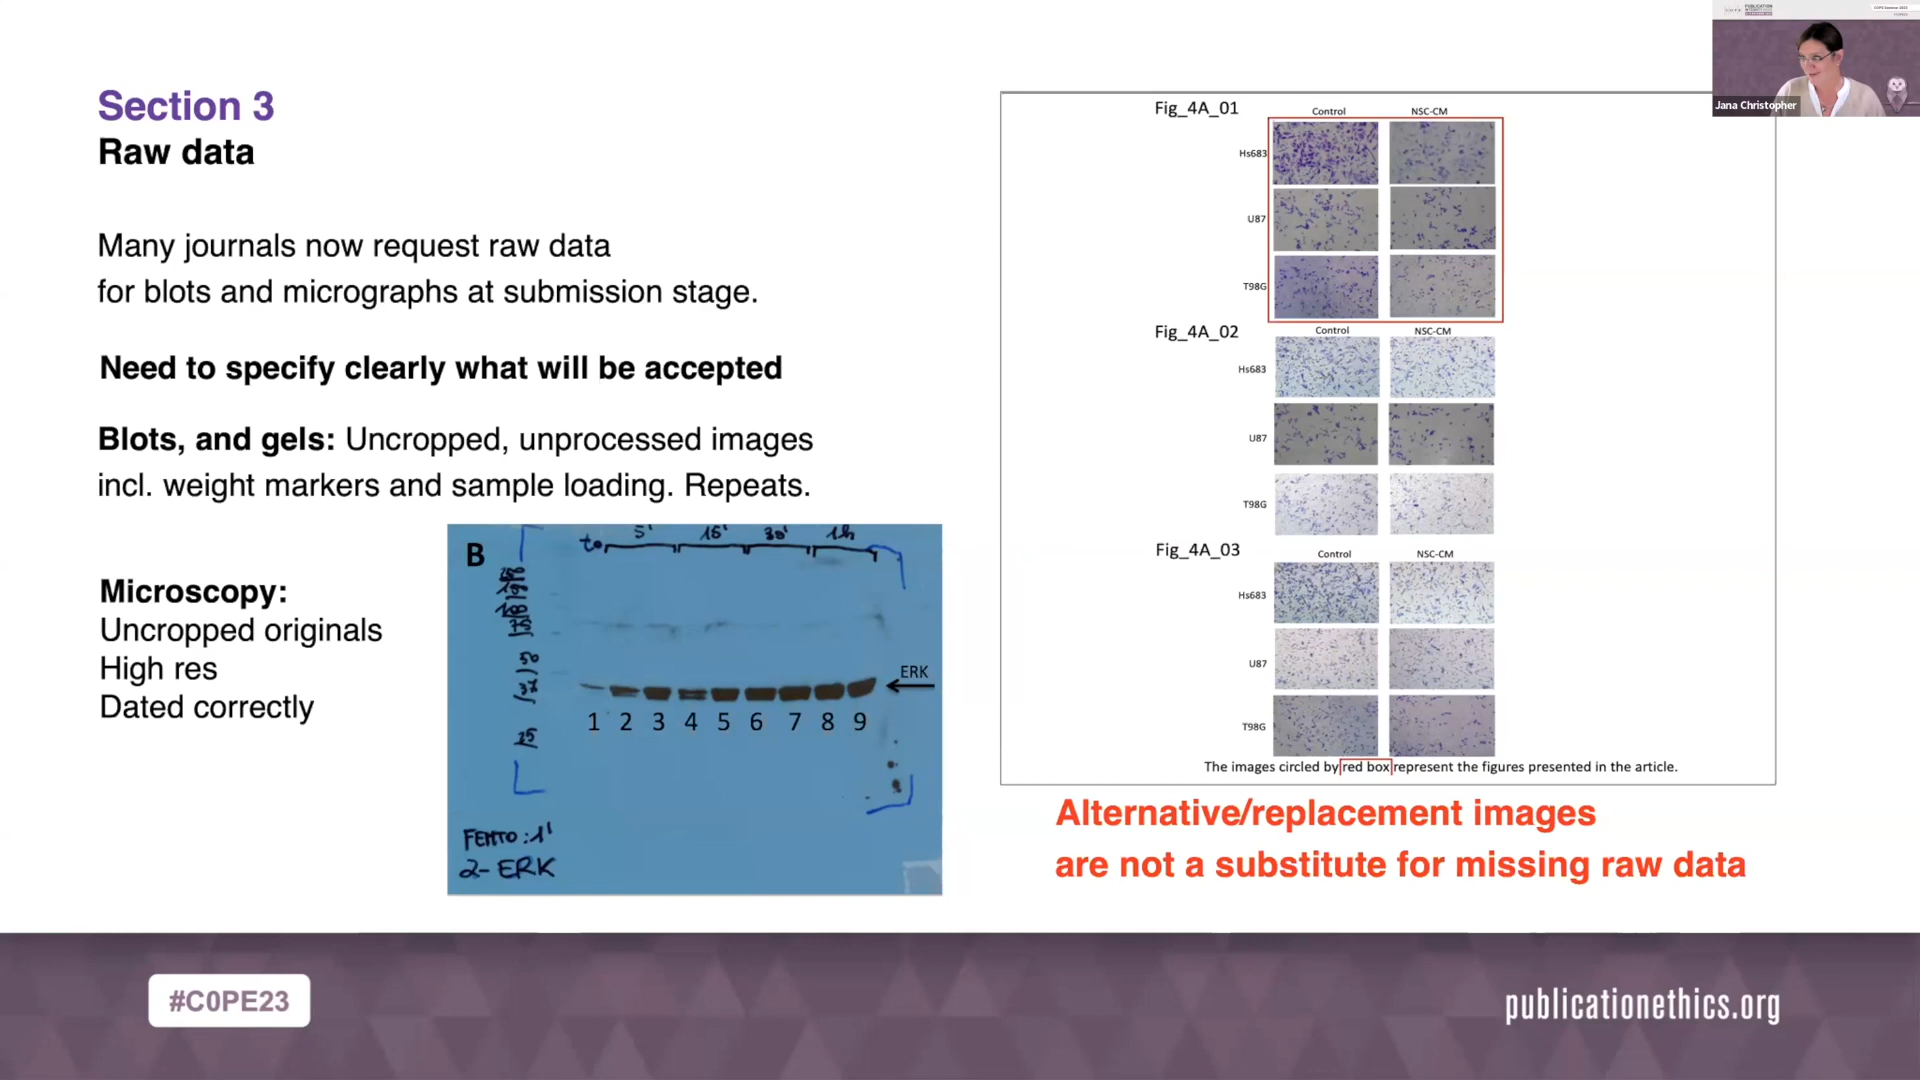 Section 3
Raw data
Many journals now request raw data
for blots and micrographs at submission stage.
Need to specify clearly what will be accepted
Blots, and gels: Uncropped, unprocessed images
incl. weight markers and sample loading. Repeats.
Microscopy:
Uncropped originals
High res
Dated correctly
B
to 5' 15' 30' 1h
50
37
25
ERK
1 2 3 4 5 6 7 8 9
FEMTO: 1'
2-ERK
Fig_4A_01
Control NSC-CM
Hs683
U87
T98G
Fig_4A_02
Control NSC-CM
Hs683
U87
T98G
Fig_4A_03
Control NSC-CM
Hs683
U87
T98G
The images circled by red box represent the figures presented in the article.
Alternative/replacement images
are not a substitute for missing raw data
Jana Christopher
#C0PE23
publicationethics.org